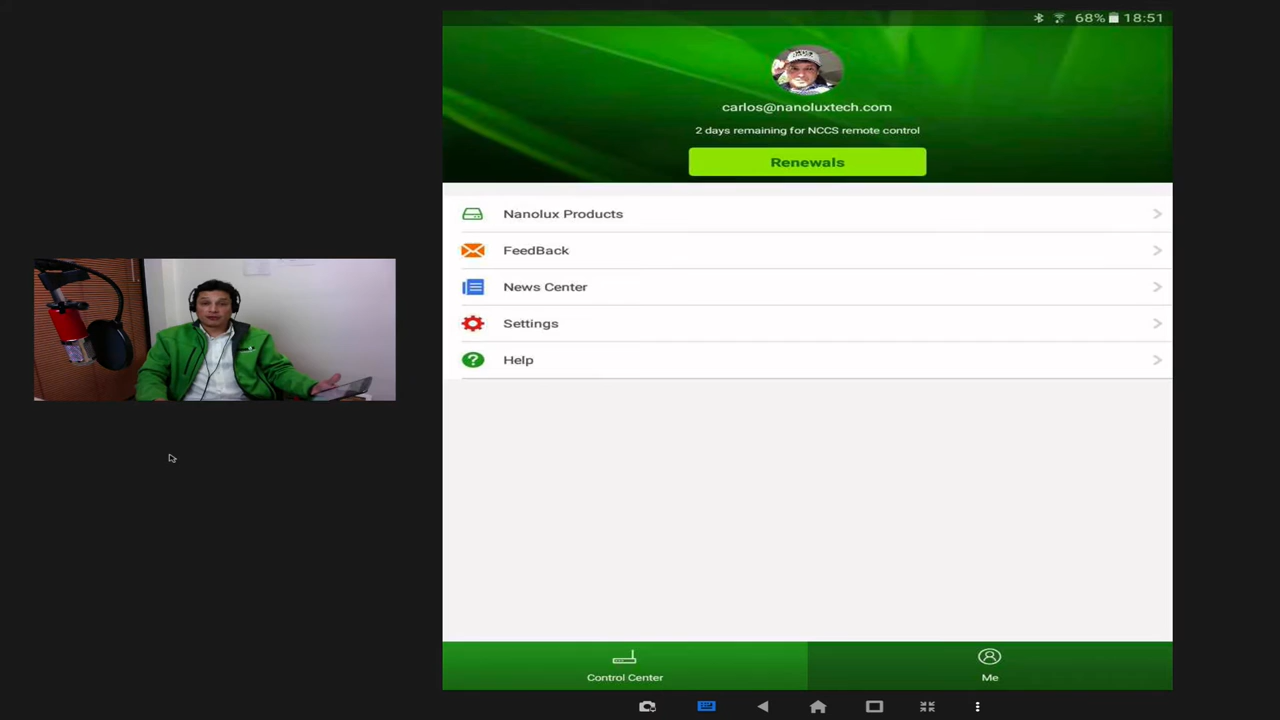 68% 18:51
carlos@nanoluxtech.com
2 days remaining for NCCS remote control
Renewals
Nanolux Products
FeedBack
News Center
Settings
? Help
Control Center
Me